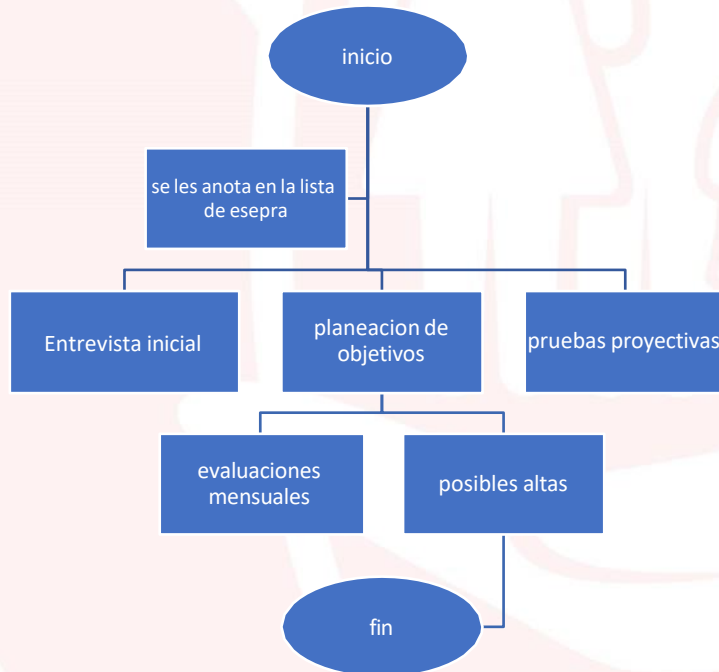 inicio
se les anota en la lista
de esepra
Entrevista inicial
planeacion de
objetivos
pruebas proyectivas
evaluaciones
mensuales
posibles altas
fin